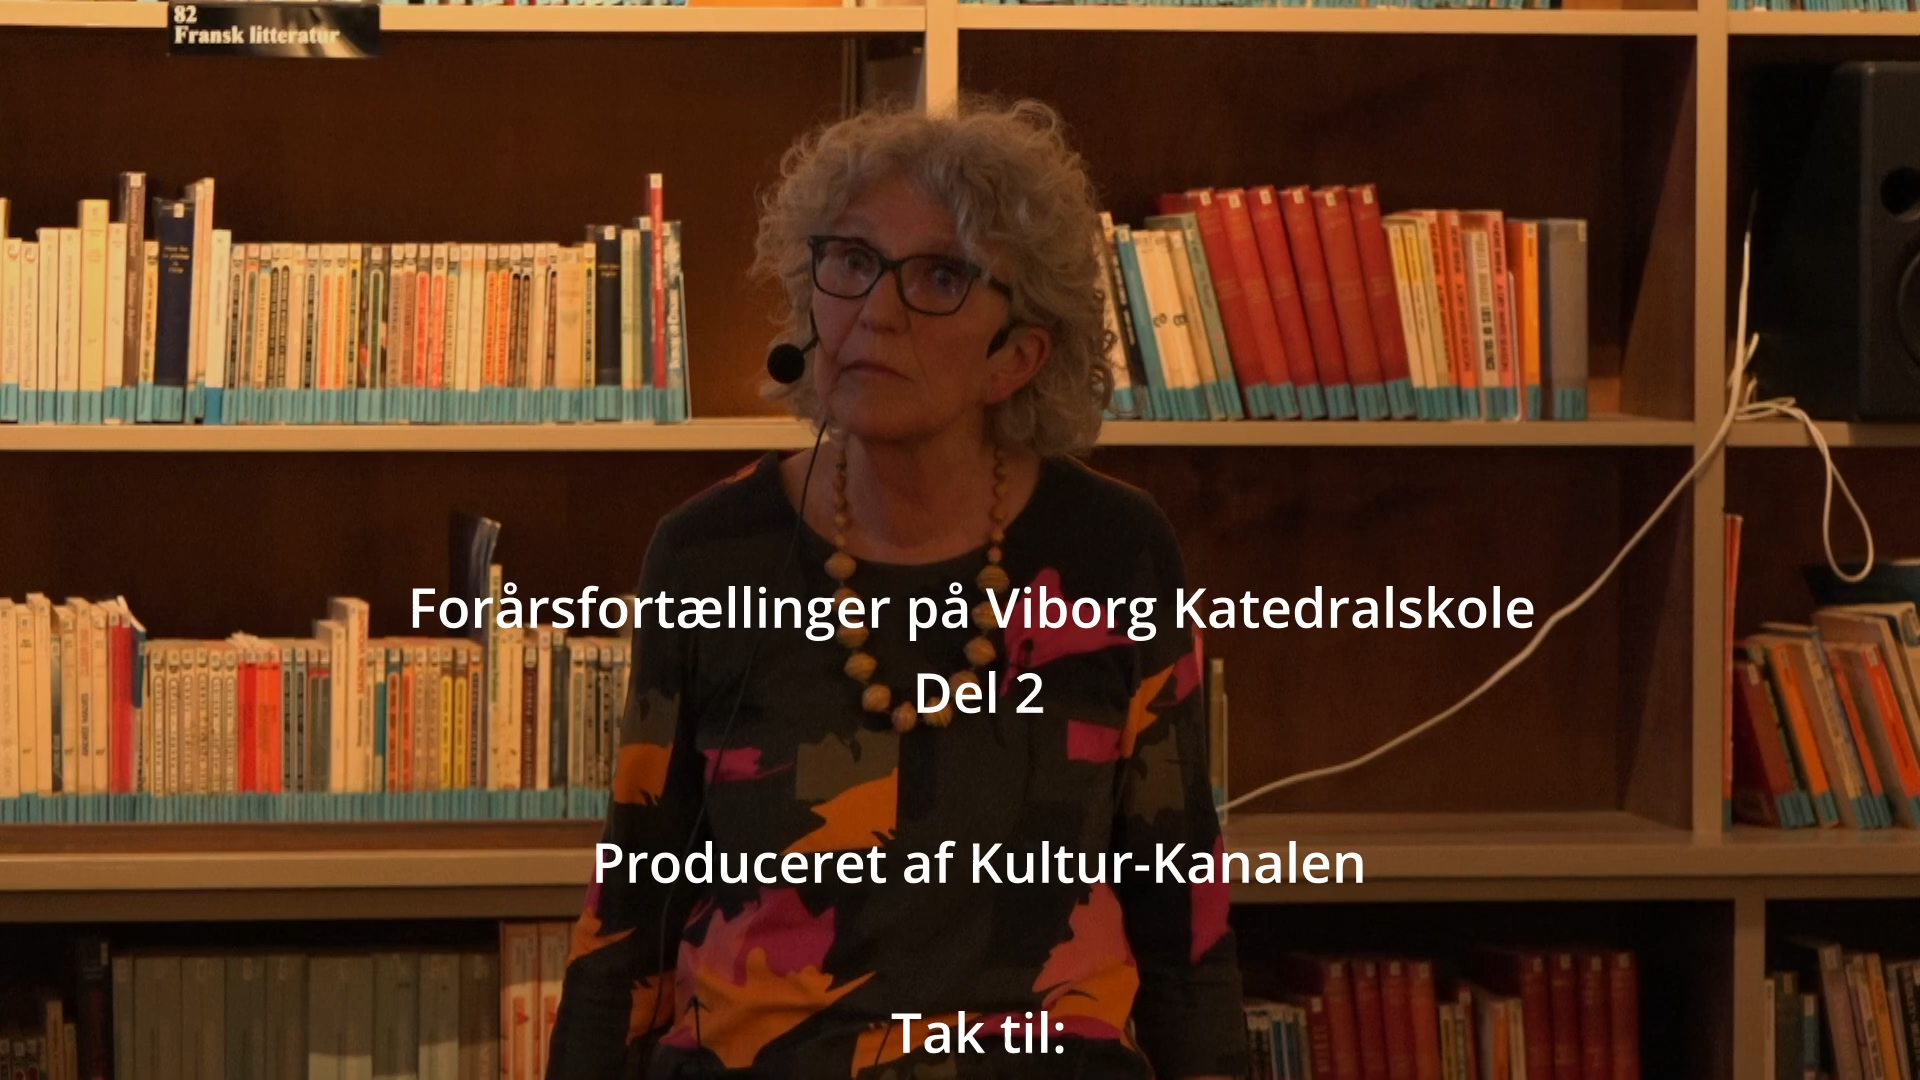 82
Fransk litteratur
Forårsfortællinger på Viborg Katedralskole
Del 2
Produceret af Kultur-Kanalen
Tak til: